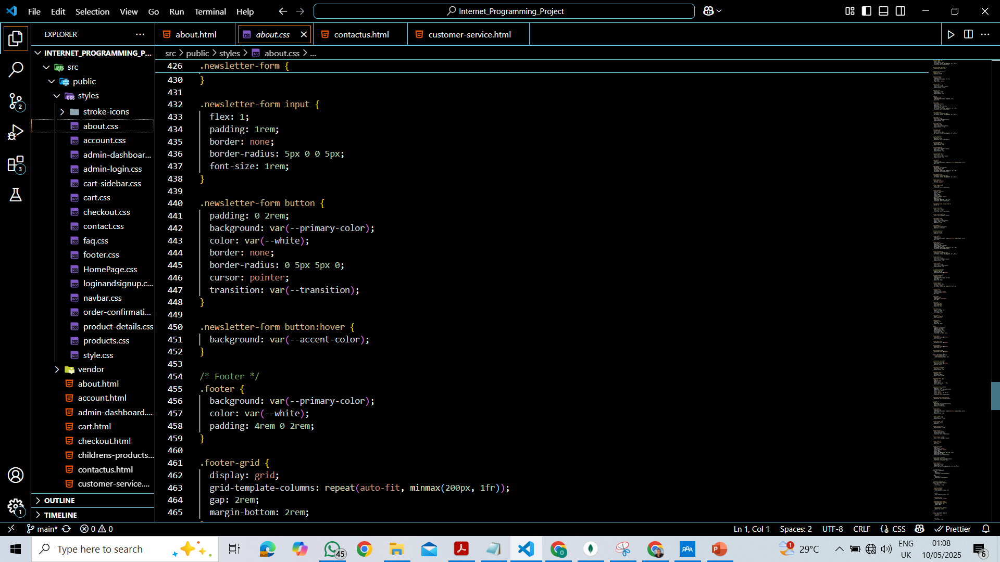 File Edit Selection View Go Run Terminal Help
Internet_Programming_Project
EXPLORER
about.html
about.css
contactus.html
customer-service.html
INTERNET_PROGRAMMING_P...
src
public
styles
stroke-icons
about.css
account.css
admin-dashboar...
admin-login.css
cart-sidebar.css
cart.css
checkout.css
contact.css
faq.css
footer.css
HomePage.css
loginandsignup.c...
navbar.css
order-confirmati...
product-details.css
products.css
style.css
vendor
about.html
account.html
admin-dashboard....
cart.html
checkout.html
childrens-products...
contactus.html
customer-service....
OUTLINE
TIMELINE
2
3
1
src > public > styles > about.css > ...
426 .newsletter-form {
430 }
431
432 .newsletter-form input {
433 flex: 1;
434 padding: 1rem;
435 border: none;
436 border-radius: 5px 0 0 5px;
437 font-size: 1rem;
438 }
439
440 .newsletter-form button {
441 padding: 0 2rem;
442 background: var(--primary-color);
443 color: var(--white);
444 border: none;
445 border-radius: 0 5px 5px 0;
446 cursor: pointer;
447 transition: var(--transition);
448 }
449
450 .newsletter-form button:hover {
451 background: var(--accent-color);
452 }
453
454 /* Footer */
455 .footer {
456 background: var(--primary-color);
457 color: var(--white);
458 padding: 4rem 0 2rem;
459 }
460
461 .footer-grid {
462 display: grid;
463 grid-template-columns: repeat(auto-fit, minmax(200px, 1fr));
464 gap: 2rem;
465 margin-bottom: 2rem;
main* 0 0
Ln 1, Col 1 Spaces: 2 UTF-8 CRLF CSS Prettier
Type here to search
45
1 29°C
ENG
UK
01:08
10/05/2025
6